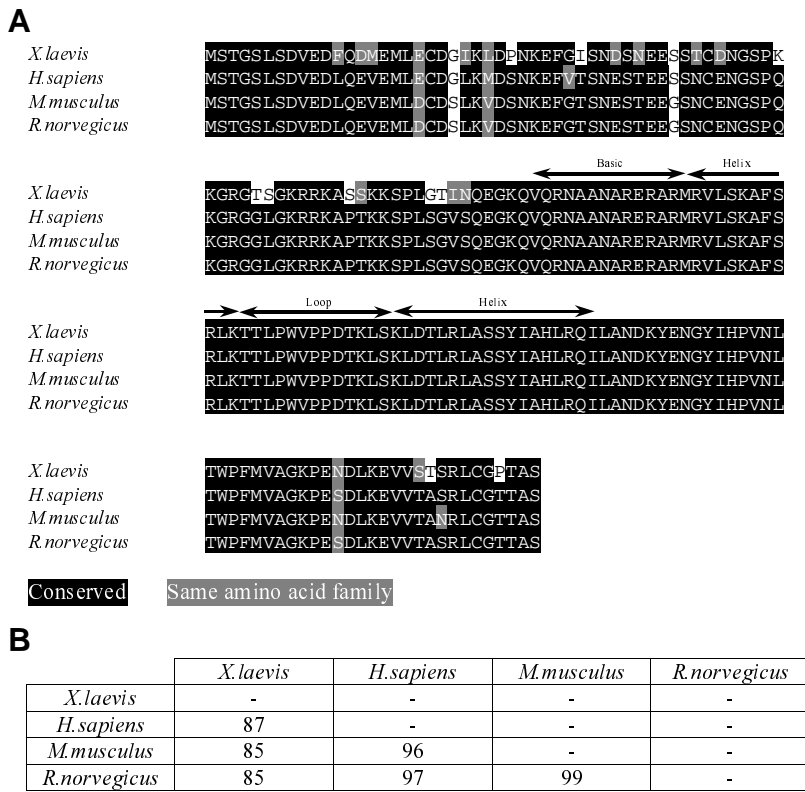 A
X.laevis MSTGSLSDVEDFQDMEMLECDGIKLDPNKEFGISNDSNEESSTCDNGSPK
H.sapiens MSTGSLSDVEDLQEVEMLECDGLKMDSNKEFVTSNESTEESSNCENGSPQ
M.musculus MSTGSLSDVEDLQEVEMLDCDSLKVDSNKEFGTSNESTEEGSNCENGSPQ
R.norvegicus MSTGSLSDVEDLQEVEMLDCDSLKVDSNKEFGTSNESTEEGSNCENGSPQ
Basic Helix
X.laevis KGRGTSGKRRKASSKKSPLGTINQEGKQVQRNAANARERARMRVLSKAFS
H.sapiens KGRGGLGKRRKAPTKKSPLSGVSQEGKQVQRNAANARERARMRVLSKAFS
M.musculus KGRGGLGKRRKAPTKKSPLSGVSQEGKQVQRNAANARERARMRVLSKAFS
R.norvegicus KGRGGLGKRRKAPTKKSPLSGVSQEGKQVQRNAANARERARMRVLSKAFS
Loop Helix
X.laevis RLKTTLPWVPPDTKLSKLDTLRLASSYIAHLRQILANDKYENGYIHPVNL
H.sapiens RLKTTLPWVPPDTKLSKLDTLRLASSYIAHLRQILANDKYENGYIHPVNL
M.musculus RLKTTLPWVPPDTKLSKLDTLRLASSYIAHLRQILANDKYENGYIHPVNL
R.norvegicus RLKTTLPWVPPDTKLSKLDTLRLASSYIAHLRQILANDKYENGYIHPVNL
X.laevis TWPFMVAGKPENDLKEVVSTSRLCGPTAS
H.sapiens TWPFMVAGKPESDLKEVVTASRLCGTTAS
M.musculus TWPFMVAGKPENDLKEVVTANRLCGTTAS
R.norvegicus TWPFMVAGKPESDLKEVVTASRLCGTTAS
Conserved Same amino acid family
B
X.laevis H.sapiens M.musculus R.norvegicus
X.laevis - - - -
H.sapiens 87 - - -
M.musculus 85 96 - -
R.norvegicus 85 97 99 -